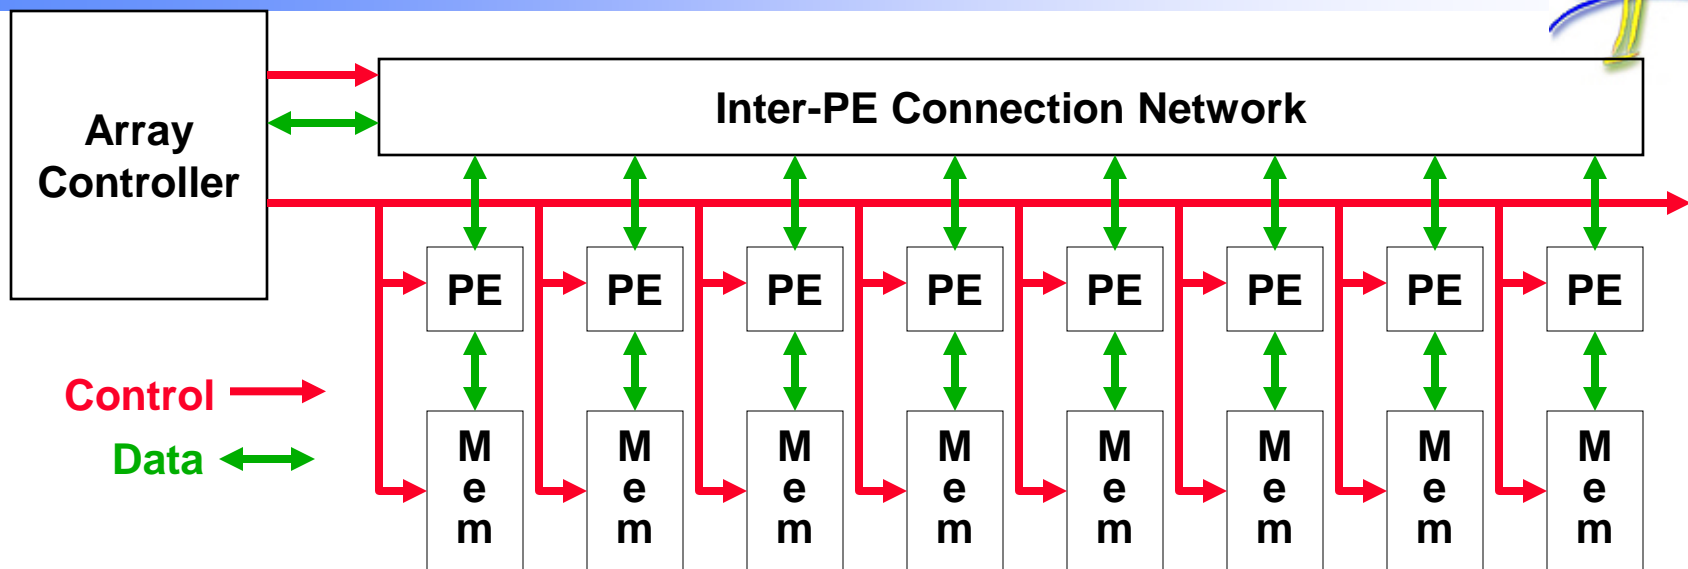 Array
Controller
Inter-PE Connection Network
PE PE PE PE PE PE PE PE
Control
Data
M M M M M M M M
e e e e e e e e
m m m m m m m m